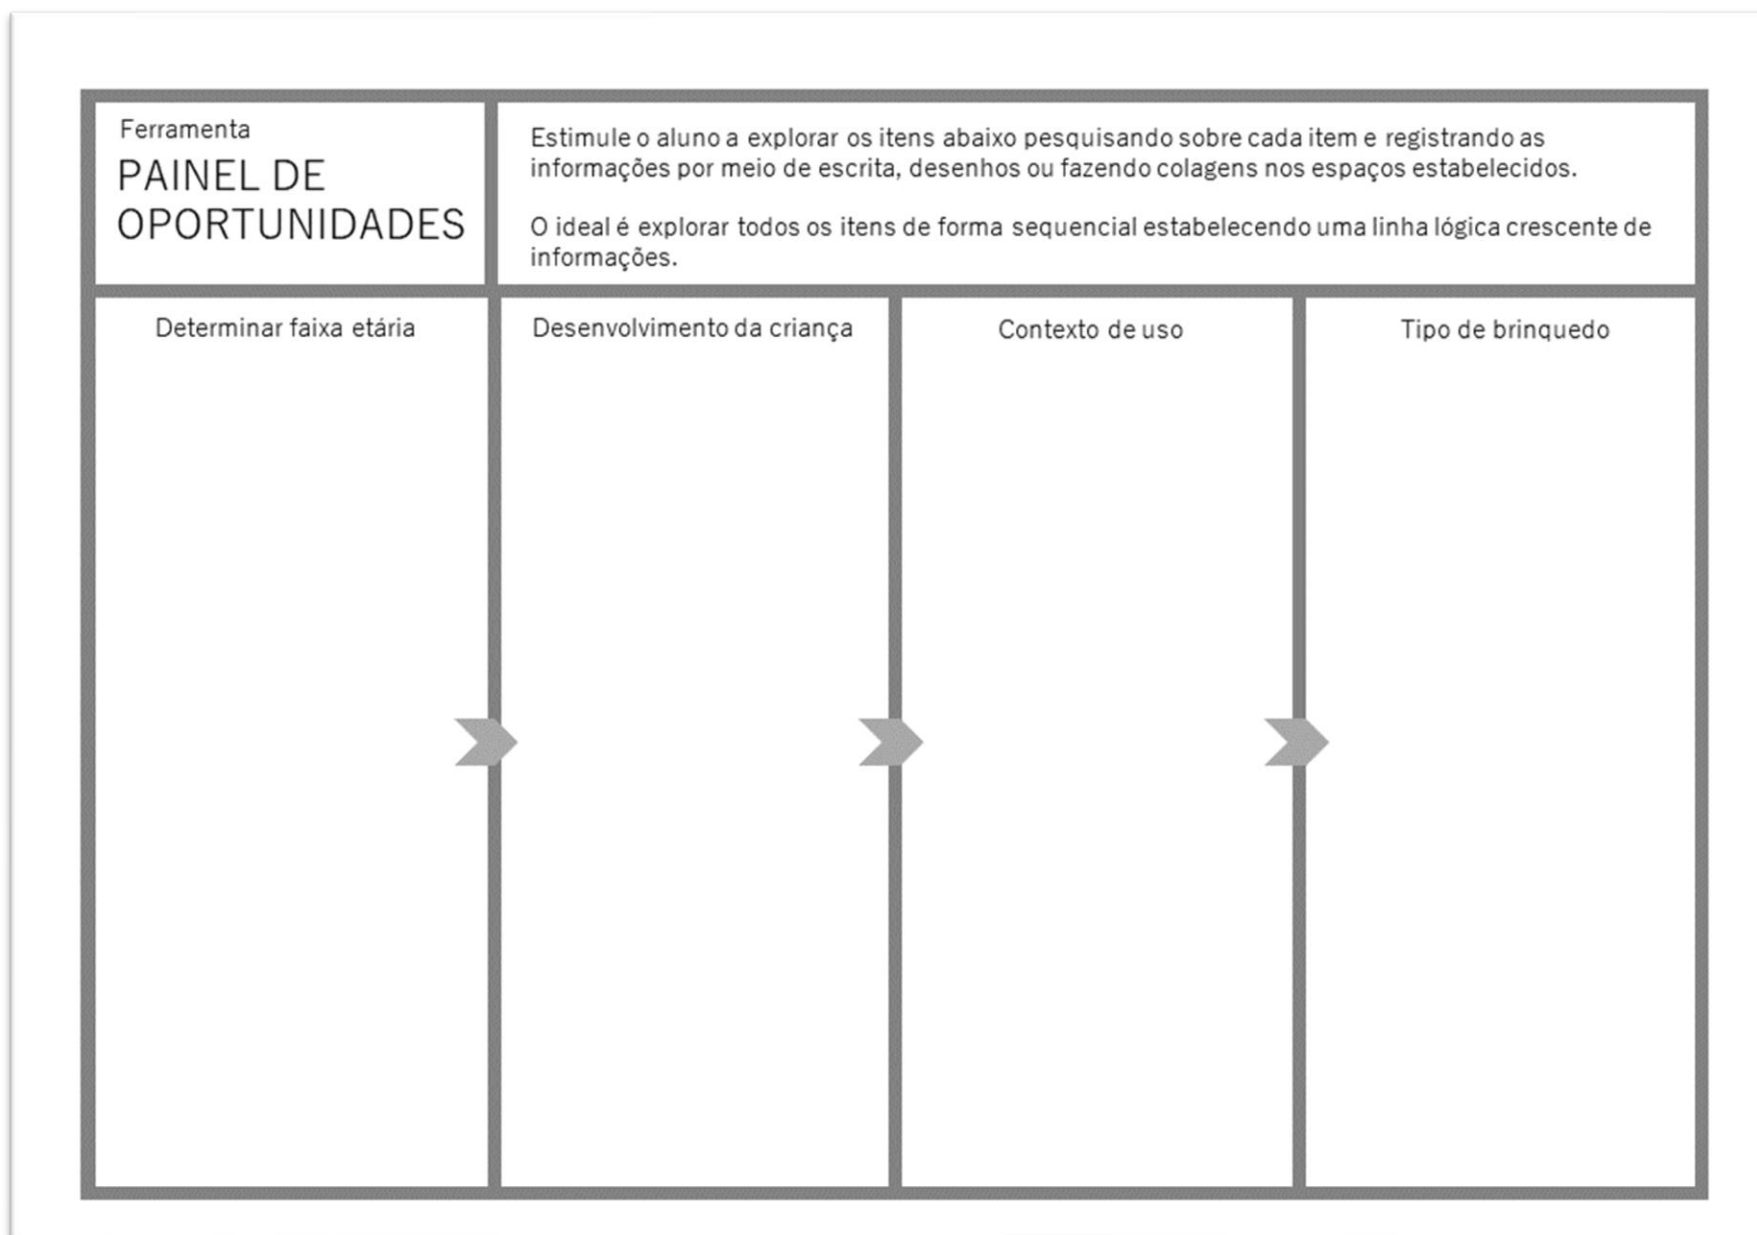 Ferramenta
PAINEL DE
OPORTUNIDADES
Estimule o aluno a explorar os itens abaixo pesquisando sobre cada item e registrando as
informações por meio de escrita, desenhos ou fazendo colagens nos espaços estabelecidos.
O ideal é explorar todos os itens de forma sequencial estabelecendo uma linha lógica crescente de
informações.
Determinar faixa etária
Desenvolvimento da criança
Contexto de uso
Tipo de brinquedo